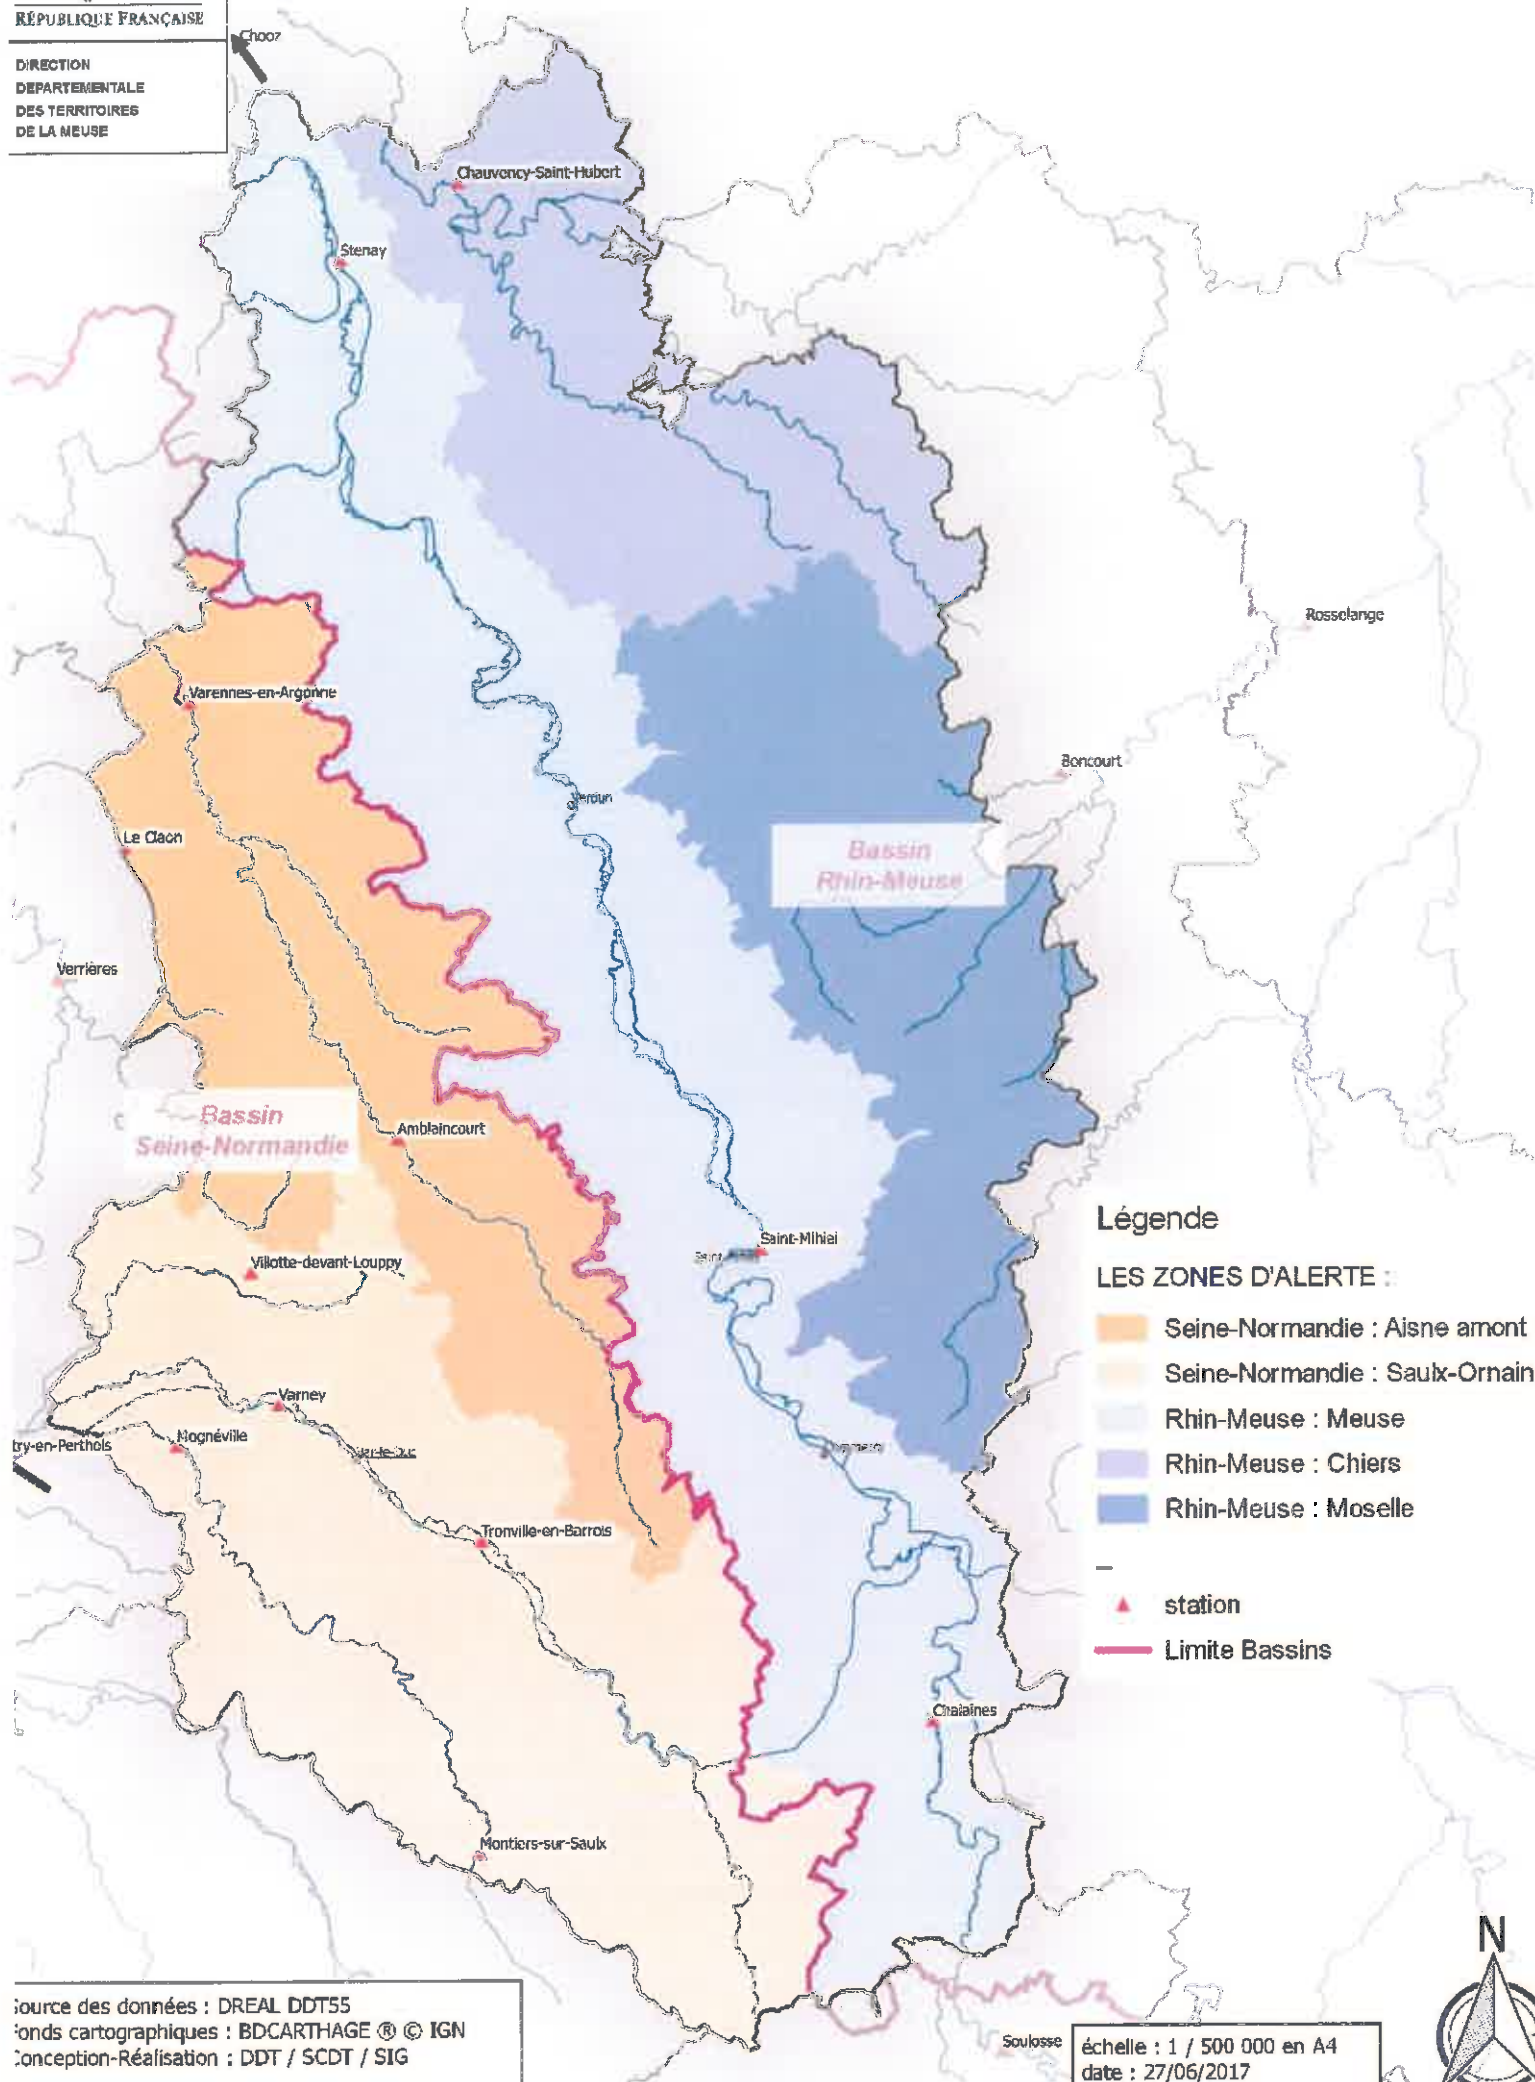 RÉPUBLIQUE FRANÇAISE
DIRECTION
DEPARTEMENTALE
DES TERRITOIRES
DE LA MEUSE
Chooz
Chauvency-Saint-Hubert
Stenay
Rosselange
Varennes-en-Argonne
Boncourt
Verdun
Le Claon
Bassin
Rhin-Meuse
Verrières
Bassin
Seine-Normandie
Amblaincourt
Saint-Mihiel
Villotte-devant-Louppy
Varney
Mognéville
try-en-Perthois
Bar-le-Duc
Tronville-en-Barrois
Chalaines
Montiers-sur-Saulx
Soulosse
Légende
LES ZONES D'ALERTE :
Seine-Normandie : Aisne amont
Seine-Normandie : Saulx-Ornain
Rhin-Meuse : Meuse
Rhin-Meuse : Chiers
Rhin-Meuse : Moselle
station
Limite Bassins
N
Source des données : DREAL DDT55
Fonds cartographiques : BDCARTHAGE ® © IGN
Conception-Réalisation : DDT / SCDT / SIG
échelle : 1 / 500 000 en A4
date : 27/06/2017